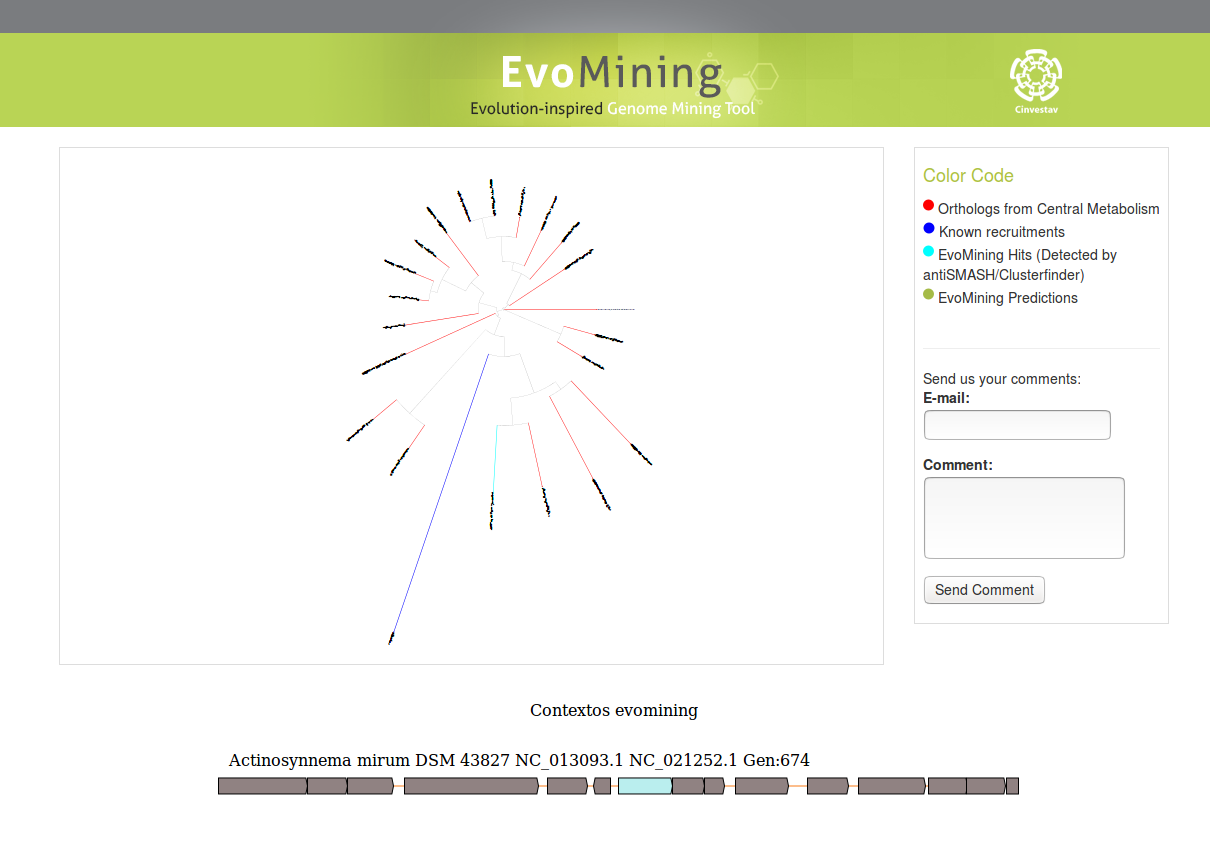 EvoMining
Evolution-inspired Genome Mining Tool
Cinvestav
Color Code
Orthologs from Central Metabolism
Known recruitments
EvoMining Hits (Detected by
antiSMASH/Clusterfinder)
EvoMining Predictions
Send us your comments:
E-mail:
Comment:
Send Comment
Contextos evomining
Actinosynnema mirum DSM 43827 NC_013093.1 NC_021252.1 Gen:674